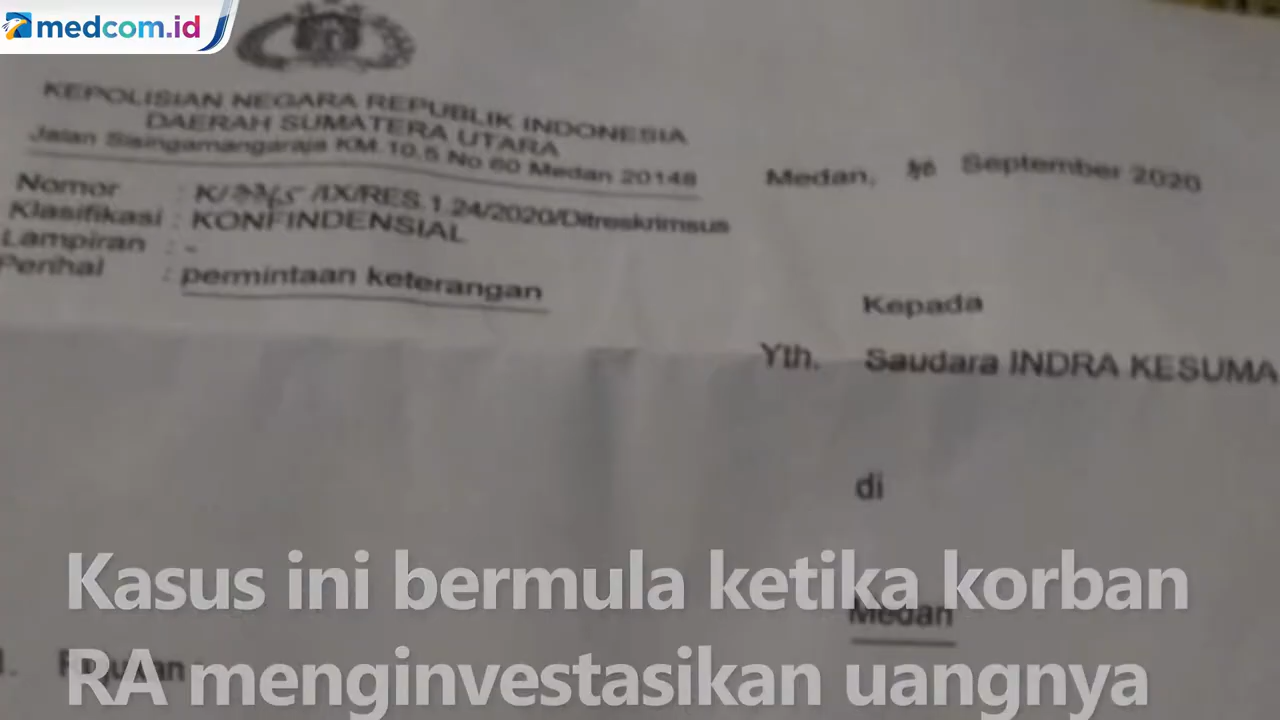 medcom.id
KEPOLISIAN NEGARA REPUBLIK INDONESIA
DAERAH SUMATERA UTARA
Jalan Sisingamangaraja KM.10,5 No 60 Medan 20148
Medan, September 2020
Nomor : K/ /IX/RES.1.24/2020/Ditreskrimsus
Klasifikasi : KONFINDENSIAL
Lampiran : -
Perihal : permintaan keterangan
Kepada
Yth. Saudara INDRA KESUMA
di
Medan
Kasus ini bermula ketika korban
RA menginvestasikan uangnya